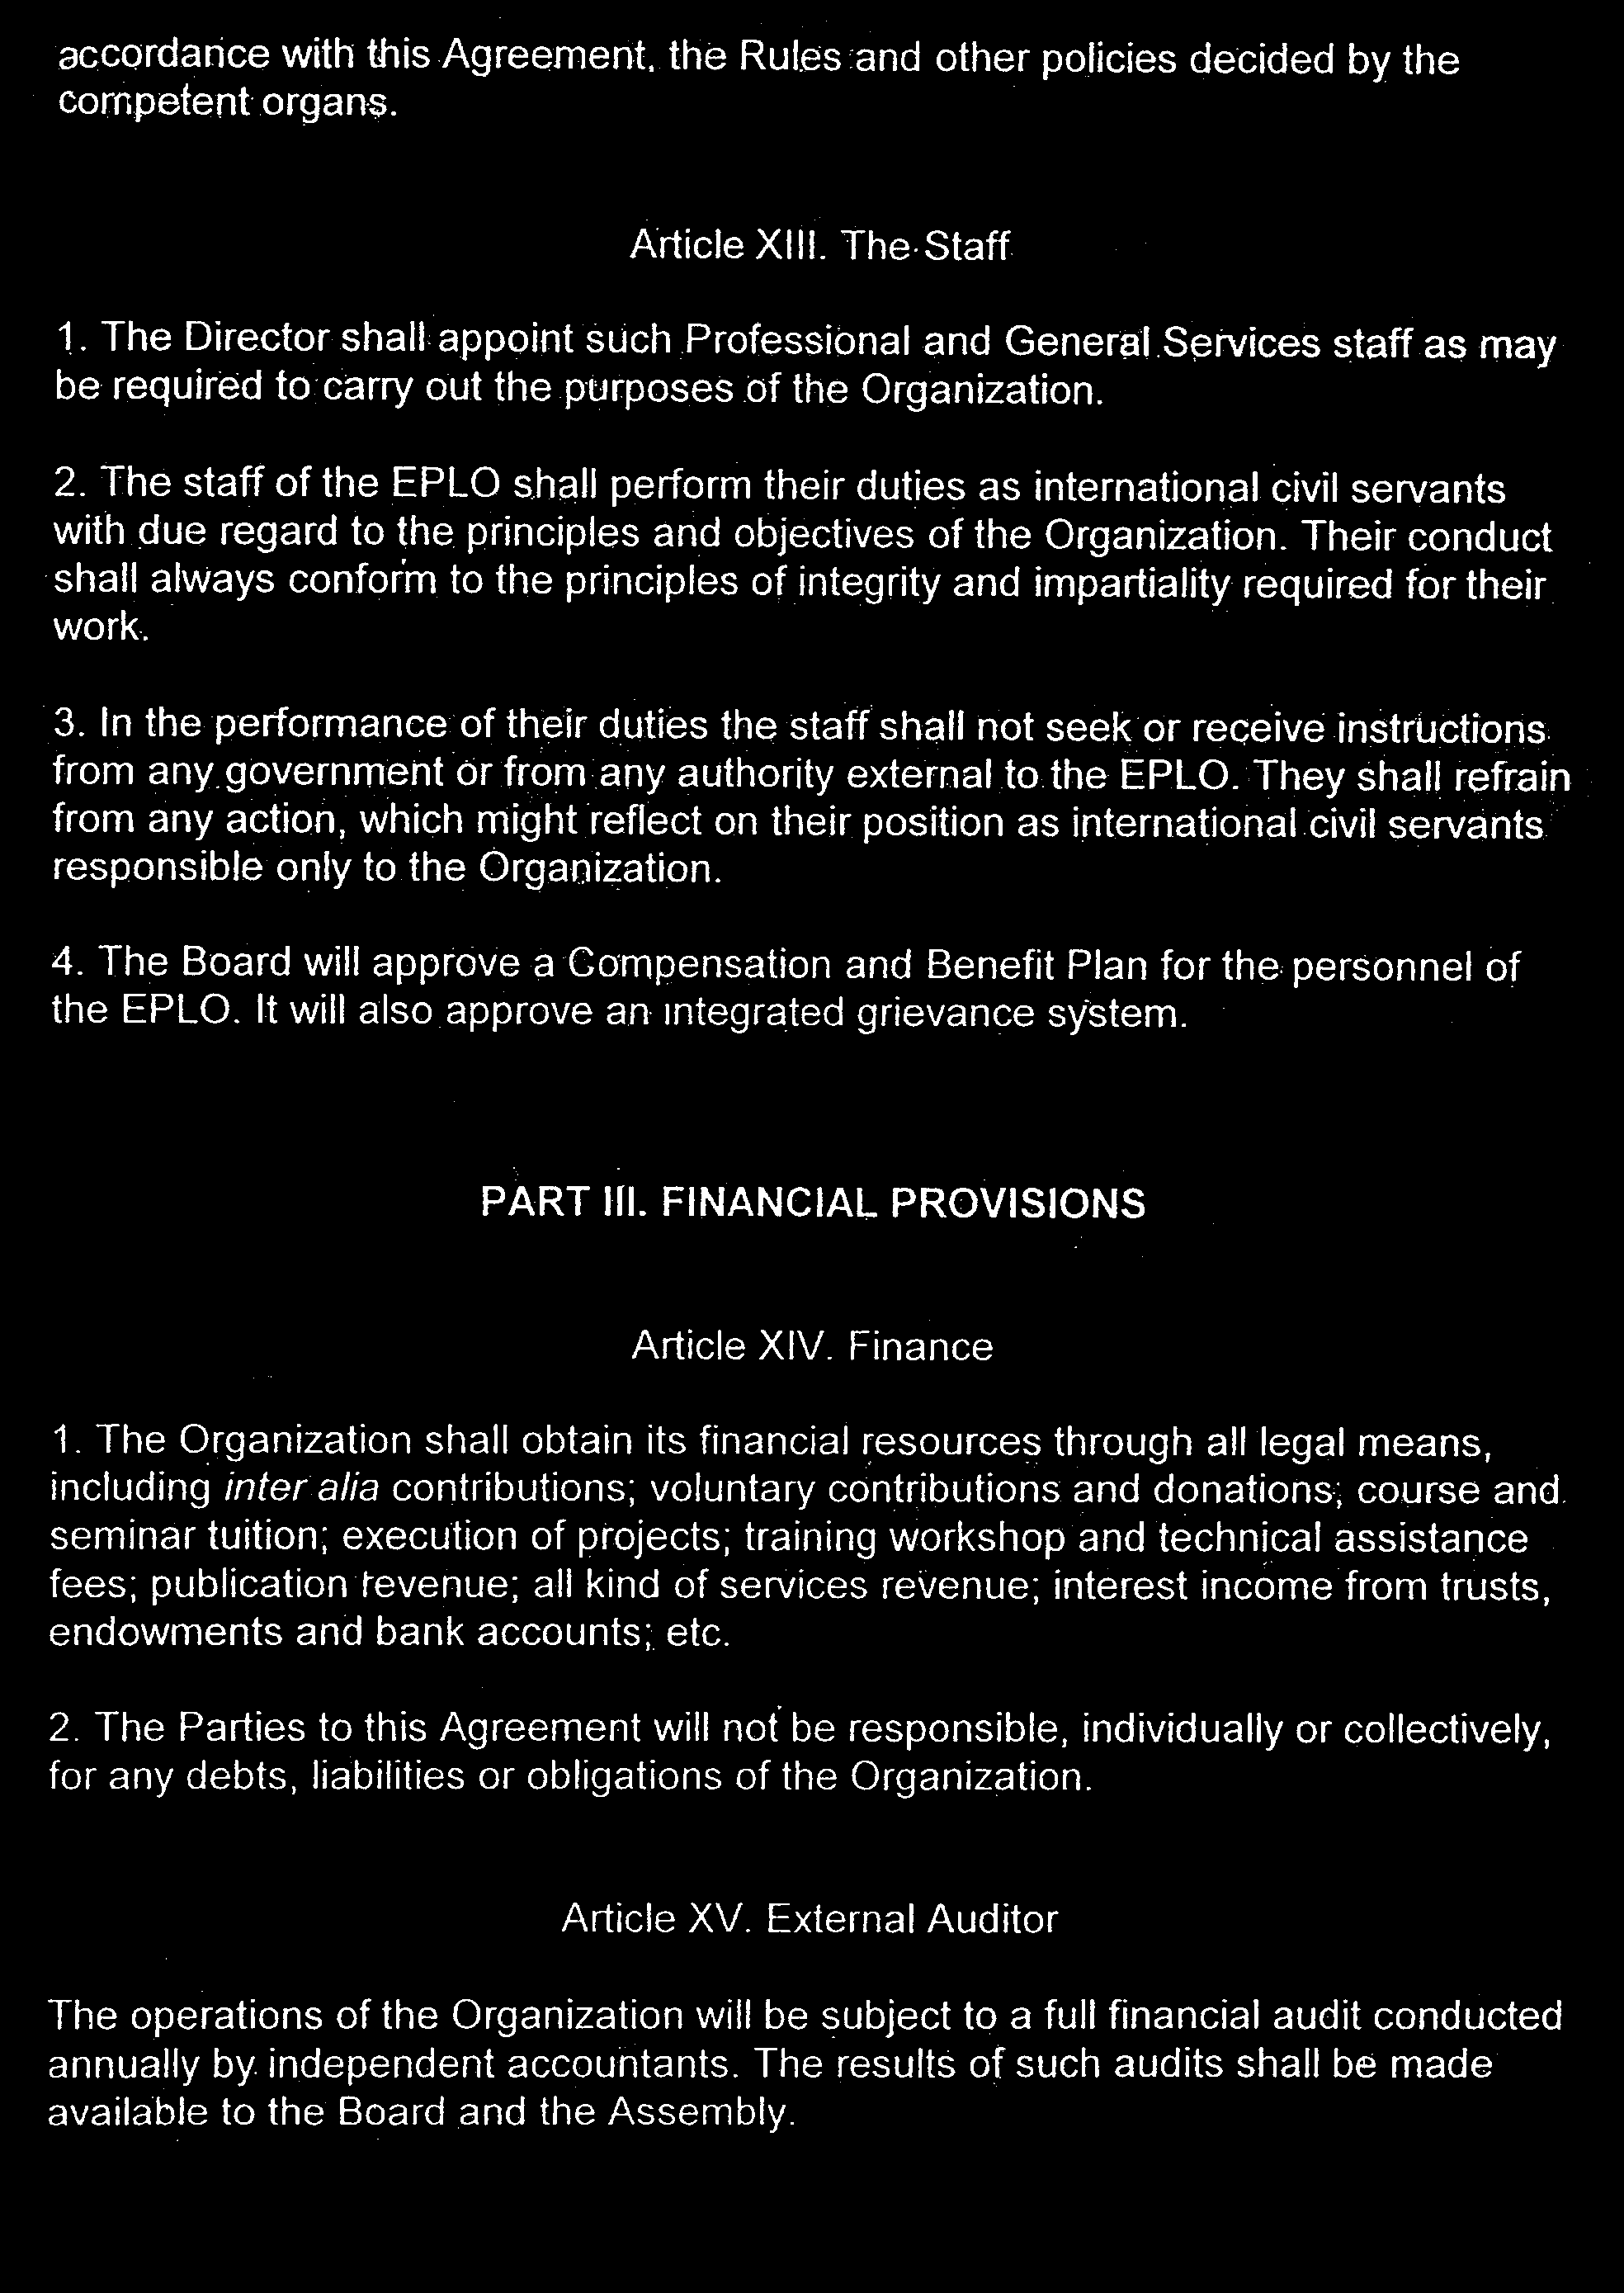 accordance with this Agreement, the Rules and other policies decided by the
competent organs.
Article XIII. The Staff
1. The Director shall appoint such Professional and General Services staff as may
be required to carry out the purposes of the Organization.
2. The staff of the EPLO shall perform their duties as international civil servants
with due regard to the principles and objectives of the Organization. Their conduct
shall always conform to the principles of integrity and impartiality required for their
work.
3. In the performance of their duties the staff shall not seek or receive instructions
from any government or from any authority external to the EPLO. They shall refrain
from any action, which might reflect on their position as international civil servants
responsible only to the Organization.
4. The Board will approve a Compensation and Benefit Plan for the personnel of
the EPLO. It will also approve an integrated grievance system.
PART III. FINANCIAL PROVISIONS
Article XIV. Finance
1. The Organization shall obtain its financial resources through all legal means,
including inter alia contributions; voluntary contributions and donations; course and
seminar tuition; execution of projects; training workshop and technical assistance
fees; publication revenue; all kind of services revenue; interest income from trusts,
endowments and bank accounts; etc.
2. The Parties to this Agreement will not be responsible, individually or collectively,
for any debts, liabilities or obligations of the Organization.
Article XV. External Auditor
The operations of the Organization will be subject to a full financial audit conducted
annually by independent accountants. The results of such audits shall be made
available to the Board and the Assembly.